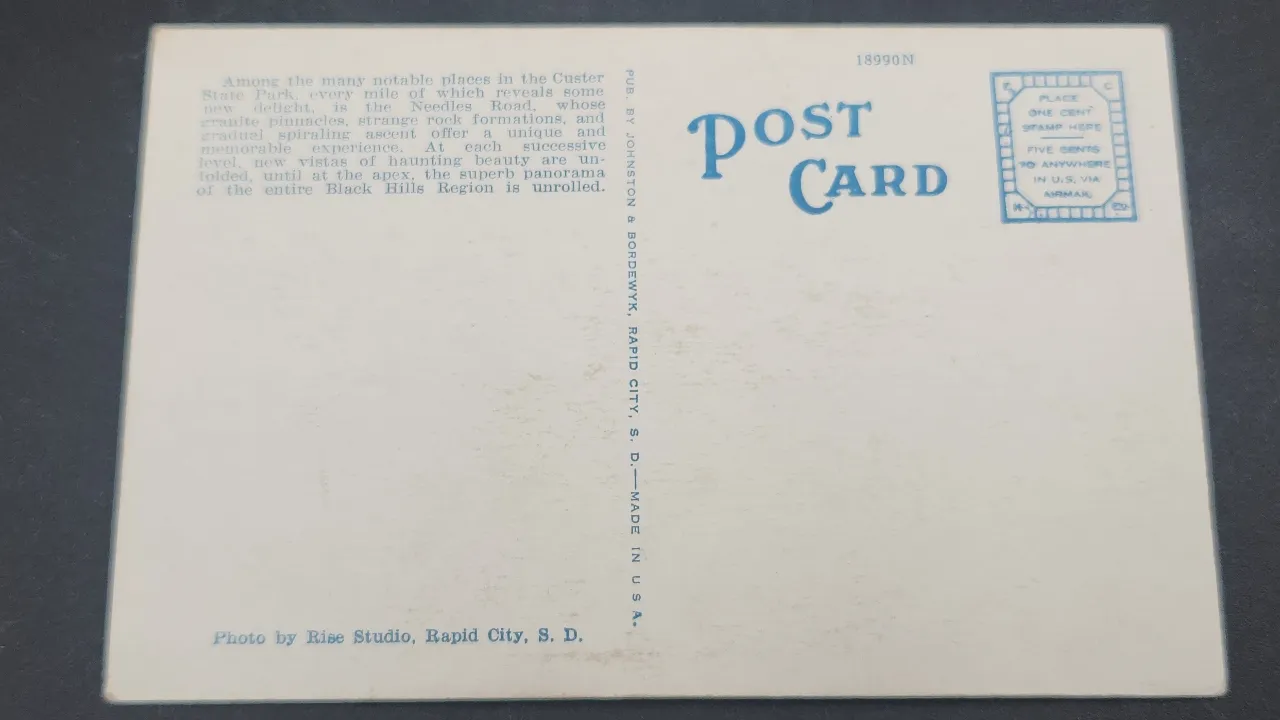 Among the many notable places in the Custer
State Park, every mile of which reveals some
new delight, is the Needles Road, whose
granite pinnacles, strange rock formations, and
gradual spiraling ascent offer a unique and
memorable experience. At each successive
level, new vistas of haunting beauty are un-
folded, until at the apex, the superb panorama
of the entire Black Hills Region is unrolled.
Photo by Rise Studio, Rapid City, S. D.
PUB. BY JOHNSTON & BORDEWYK, RAPID CITY, S. D.—MADE IN U S A.
18990N
POST
CARD
PLACE
ONE CENT
STAMP HERE
FIVE CENTS
TO ANYWHERE
IN U.S. VIA
AIRMAIL